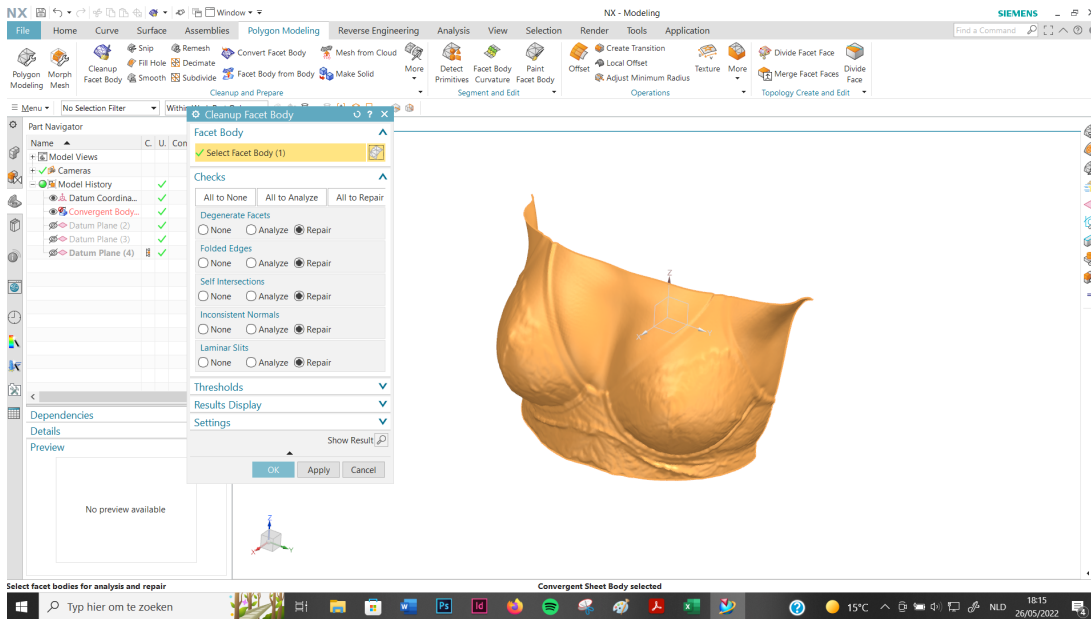 NX Window NX - Modeling SIEMENS
File Home Curve Surface Assemblies Polygon Modeling Reverse Engineering Analysis View Selection Render Tools Application Find a Command
Polygon Modeling Morph Mesh Cleanup Facet Body
Snip Remesh
Fill Hole Decimate
Smooth Subdivide
Convert Facet Body
Facet Body from Body
Mesh from Cloud
Make Solid
More
Cleanup and Prepare
Detect Primitives Facet Body Curvature Paint Facet Body
Segment and Edit
Offset
Create Transition
Local Offset
Adjust Minimum Radius
Texture More
Operations
Divide Facet Face
Merge Facet Faces
Divide Face
Topology Create and Edit
Menu No Selection Filter
Part Navigator
Name C. U. Con
Model Views
Cameras
Model History
Datum Coordina...
Convergent Body...
Datum Plane (2)
Datum Plane (3)
Datum Plane (4)
Dependencies
Details
Preview
No preview available
Cleanup Facet Body
Facet Body
Select Facet Body (1)
Checks
All to None All to Analyze All to Repair
Degenerate Facets
None Analyze Repair
Folded Edges
None Analyze Repair
Self Intersections
None Analyze Repair
Inconsistent Normals
None Analyze Repair
Laminar Slits
None Analyze Repair
Thresholds
Results Display
Settings
Show Result
OK Apply Cancel
Z
Z
X Y
Select facet bodies for analysis and repair Convergent Sheet Body selected
Typ hier om te zoeken Ps Id 15°C NLD 18:15
26/05/2022